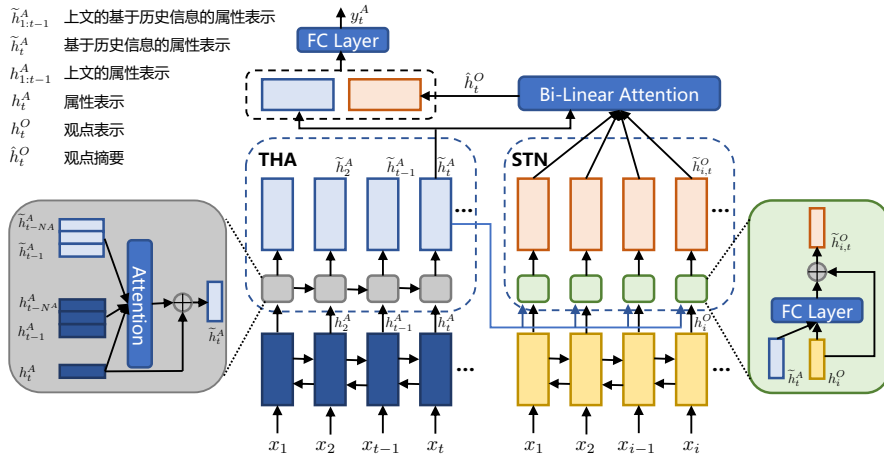 h̃^A_{1:t−1} 上文的基于历史信息的属性表示
h̃^A_t 基于历史信息的属性表示
h^A_{1:t−1} 上文的属性表示
h^A_t 属性表示
h^O_t 观点表示
ĥ^O_t 观点摘要
y^A_t
FC Layer
ĥ^O_t
Bi-Linear Attention
THA
h̃^A_2 h̃^A_{t−1} h̃^A_t
...
STN
h̃^O_{i,t}
...
h̃^A_{t−N^A}
h̃^A_{t−1}
h^A_{t−N^A}
h^A_{t−1}
h^A_t
Attention
h̃^A_t
h^A_2 h^A_{t−1} h^A_t
...
h^O_i
...
x_1 x_2 x_{t−1} x_t
x_1 x_2 x_{i−1} x_i
h̃^O_{i,t}
FC Layer
h̃^A_t h^O_i